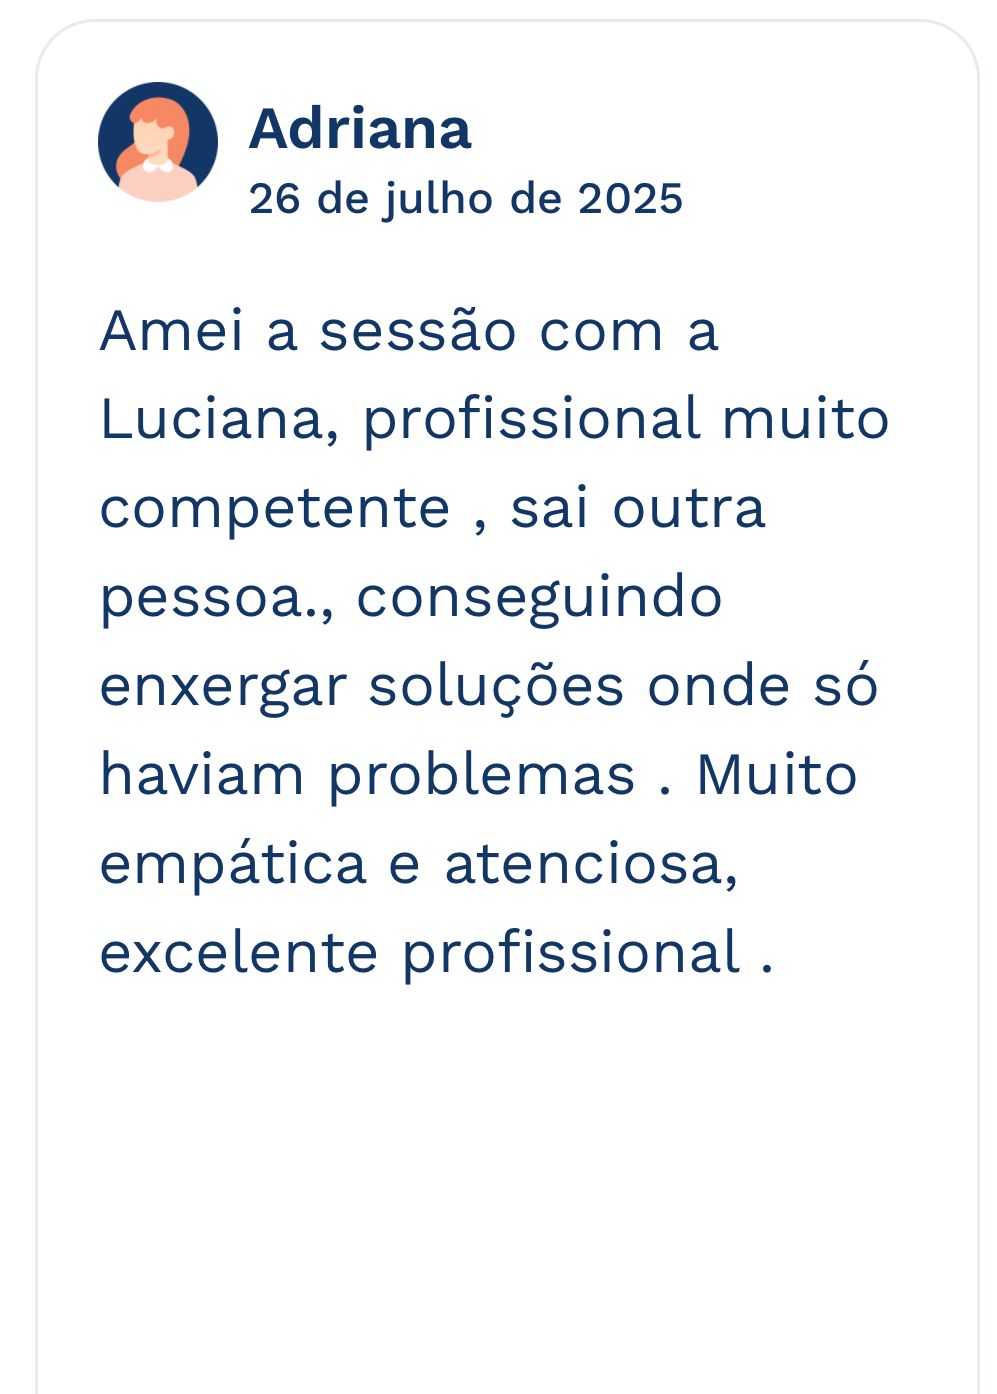 Adriana
26 de julho de 2025
Amei a sessão com a
Luciana, profissional muito
competente , sai outra
pessoa., conseguindo
enxergar soluções onde só
haviam problemas . Muito
empática e atenciosa,
excelente profissional .